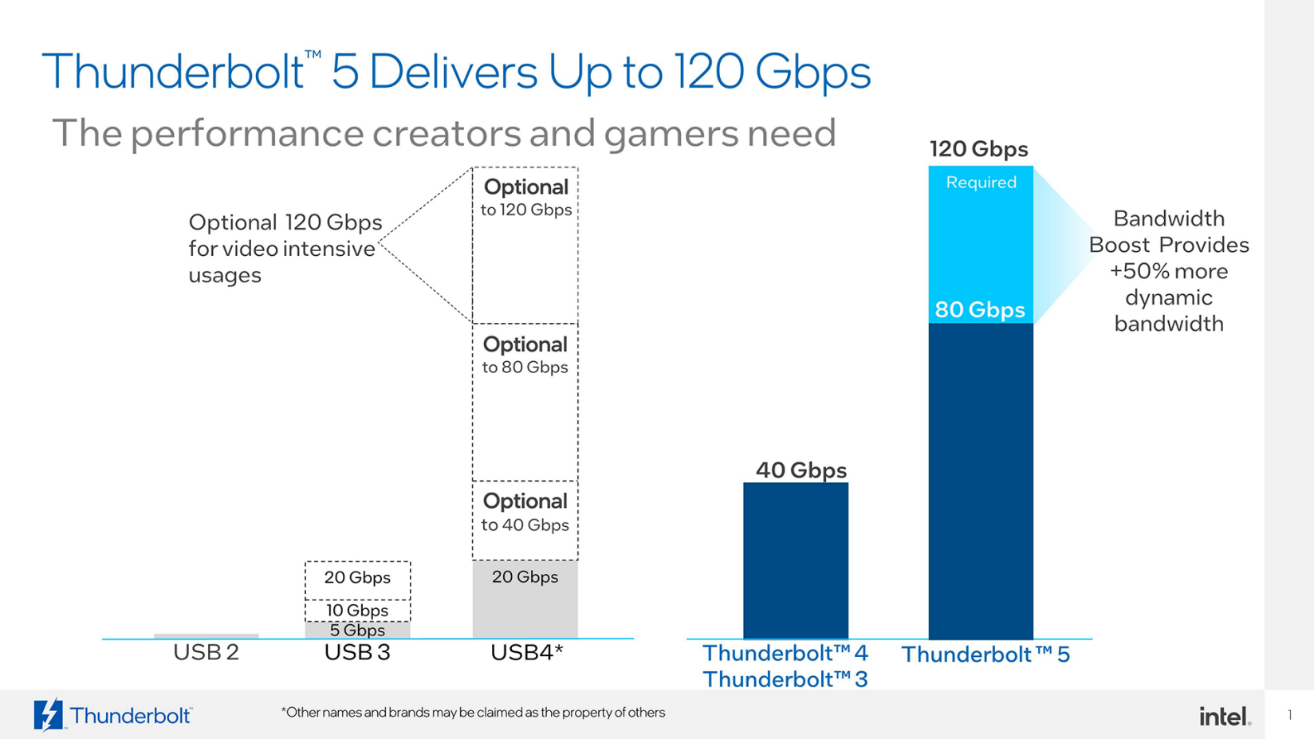 Thunderbolt™ 5 Delivers Up to 120 Gbps
The performance creators and gamers need
Optional 120 Gbps
for video intensive
usages
Optional
to 120 Gbps
Optional
to 80 Gbps
Optional
to 40 Gbps
20 Gbps
20 Gbps
10 Gbps
5 Gbps
USB 2
USB 3
USB4*
120 Gbps
Required
80 Gbps
Bandwidth
Boost Provides
+50% more
dynamic
bandwidth
40 Gbps
Thunderbolt™ 4
Thunderbolt™ 3
Thunderbolt™ 5
Thunderbolt™
*Other names and brands may be claimed as the property of others
intel.
1